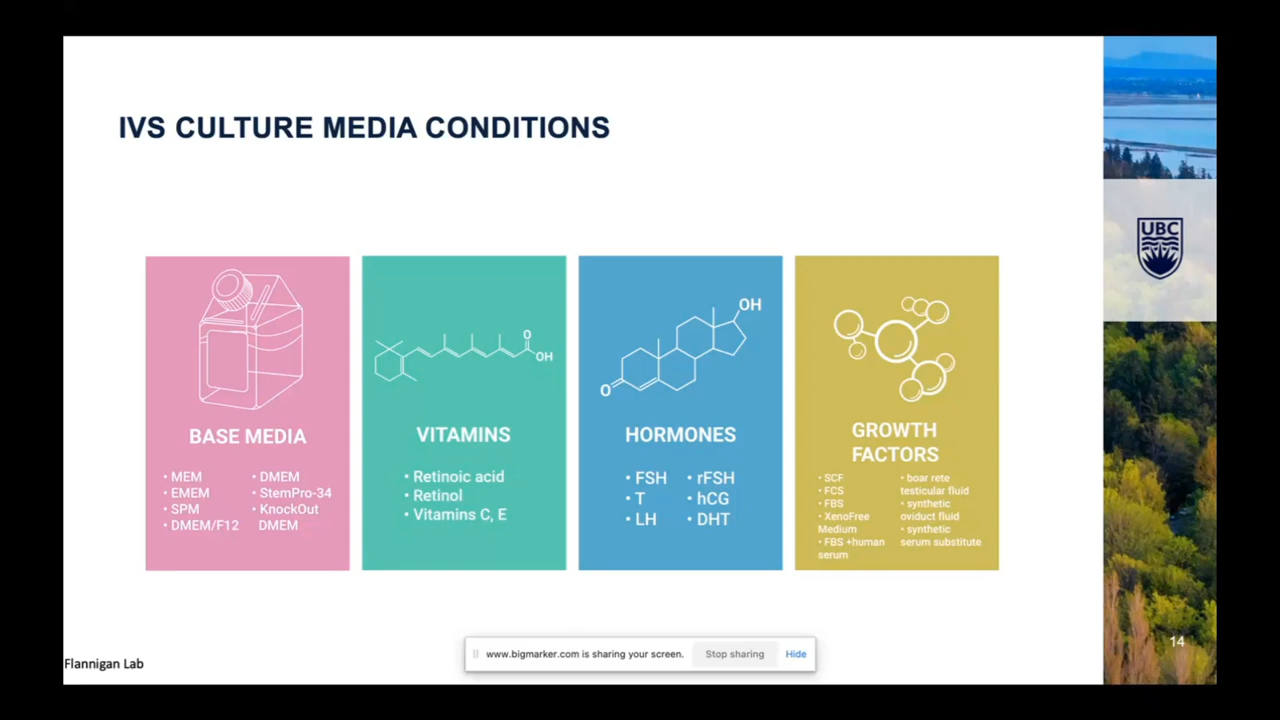 IVS CULTURE MEDIA CONDITIONS
UBC
O
OH
OH
O
BASE MEDIA
• MEM
• EMEM
• SPM
• DMEM/F12
• DMEM
• StemPro-34
• KnockOut
DMEM
VITAMINS
• Retinoic acid
• Retinol
• Vitamins C, E
HORMONES
• FSH
• T
• LH
• rFSH
• hCG
• DHT
GROWTH
FACTORS
• SCF
• FCS
• FBS
• XenoFree
Medium
• FBS +human
serum
• boar rete
testicular fluid
• synthetic
oviduct fluid
• synthetic
serum substitute
14
www.bigmarker.com is sharing your screen.
Stop sharing
Hide
Flannigan Lab